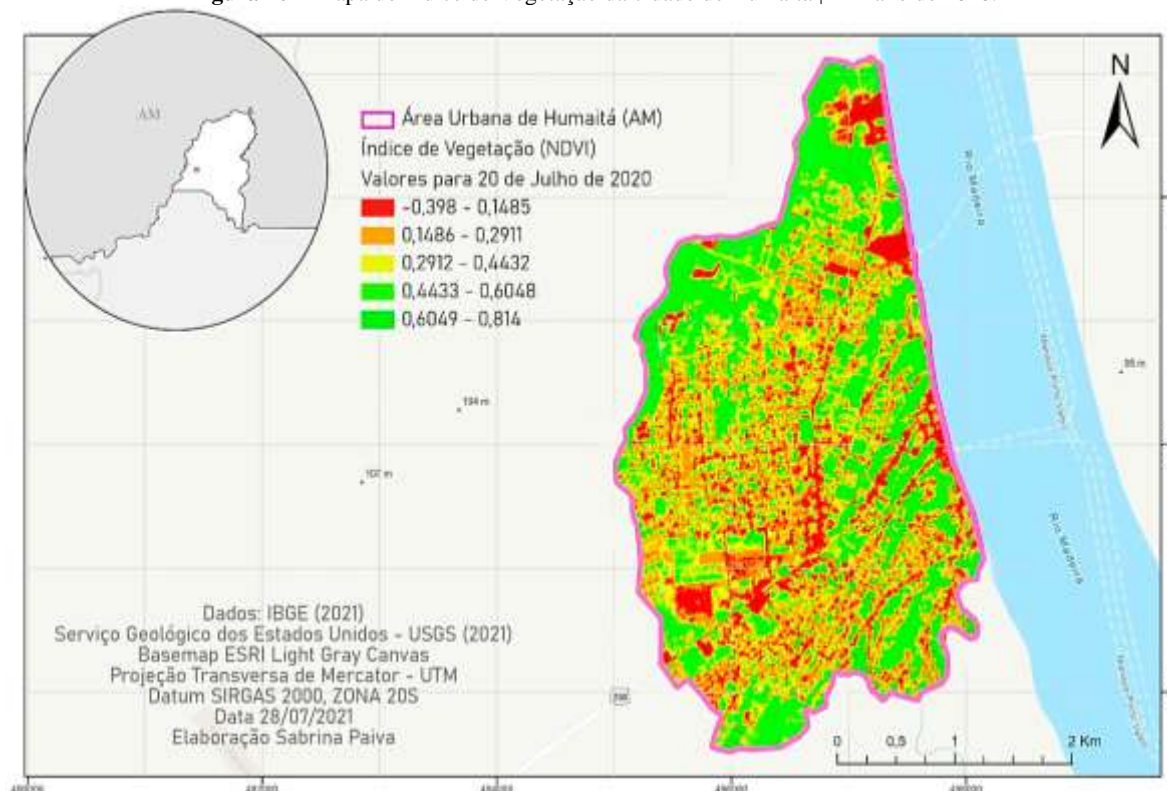 AM
Área Urbana de Humaitá (AM)
Índice de Vegetação (NDVI)
Valores para 20 de Julho de 2020
-0,398 - 0,1485
0,1486 - 0,2911
0,2912 - 0,4432
0,4433 - 0,6048
0,6049 - 0,814
N
Rio Madeira
Rio Madeira
107 m
Dados: IBGE (2021)
Serviço Geológico dos Estados Unidos - USGS (2021)
Basemap ESRI Light Gray Canvas
Projeção Transversa de Mercator - UTM
Datum SIRGAS 2000, ZONA 20S
Data 28/07/2021
Elaboração Sabrina Paiva
0 0,5 1 2 Km